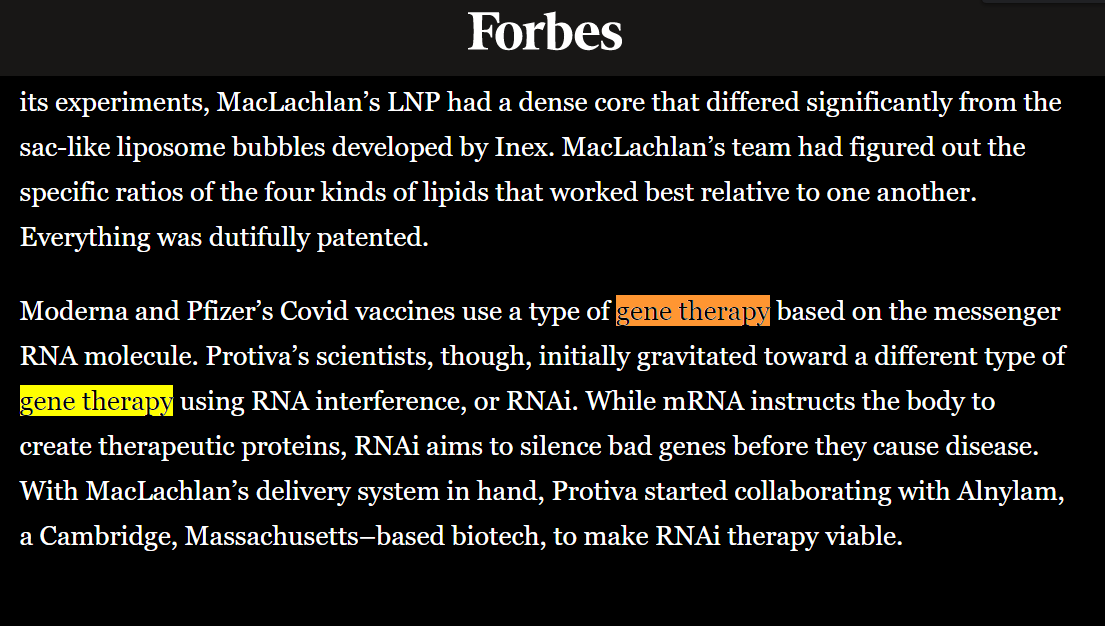 Forbes
its experiments, MacLachlan’s LNP had a dense core that differed significantly from the
sac-like liposome bubbles developed by Inex. MacLachlan’s team had figured out the
specific ratios of the four kinds of lipids that worked best relative to one another.
Everything was dutifully patented.
Moderna and Pfizer’s Covid vaccines use a type of gene therapy based on the messenger
RNA molecule. Protiva’s scientists, though, initially gravitated toward a different type of
gene therapy using RNA interference, or RNAi. While mRNA instructs the body to
create therapeutic proteins, RNAi aims to silence bad genes before they cause disease.
With MacLachlan’s delivery system in hand, Protiva started collaborating with Alnylam,
a Cambridge, Massachusetts–based biotech, to make RNAi therapy viable.